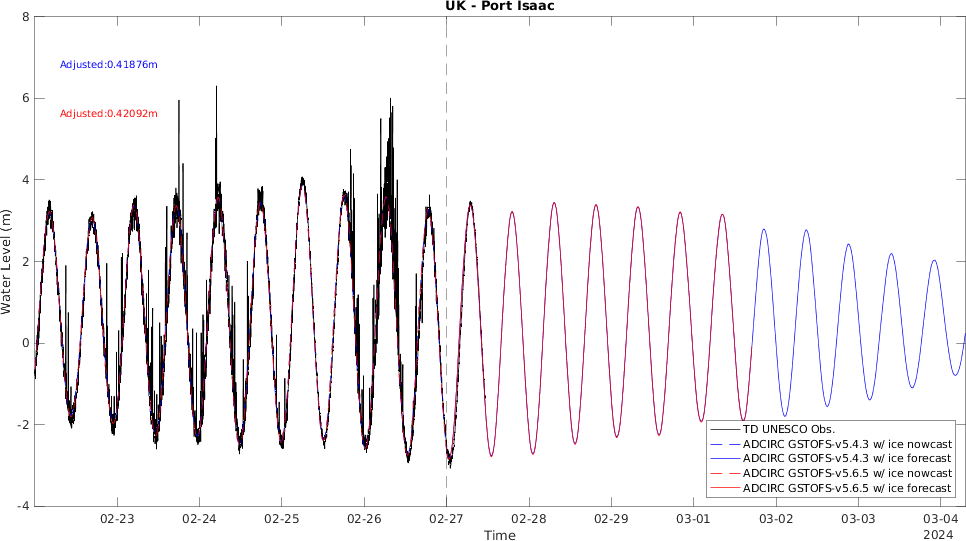 UK - Port Isaac
8
Adjusted:0.41876m
6
Adjusted:0.42092m
4
2
0
-2
-4
Water Level (m)
TD UNESCO Obs.
ADCIRC GSTOFS-v5.4.3 w/ ice nowcast
ADCIRC GSTOFS-v5.4.3 w/ ice forecast
ADCIRC GSTOFS-v5.6.5 w/ ice nowcast
ADCIRC GSTOFS-v5.6.5 w/ ice forecast
02-23 02-24 02-25 02-26 02-27 02-28 02-29 03-01 03-02 03-03 03-04
Time
2024